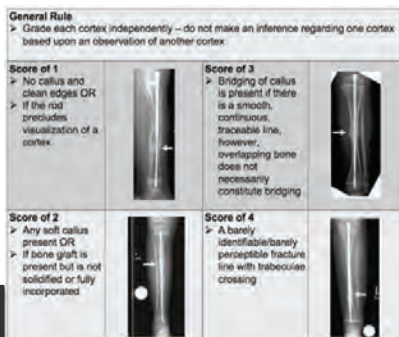 General Rule
➢ Grade each cortex independently – do not make an inference regarding one cortex
based upon an observation of another cortex
Score of 1
➢ No callus and
clean edges OR
➢ If the rod
precludes
visualization of a
cortex.
Score of 3
➢ Bridging of callus
is present if there
is a smooth,
continuous,
traceable line,
however,
overlapping bone
does not
necessarily
constitute bridging
Score of 2
➢ Any soft callus
present OR
➢ If bone graft is
present but is not
solidified or fully
incorporated
Score of 4
➢ A barely
identifiable/barely
perceptible fracture
line with trabeculae
crossing